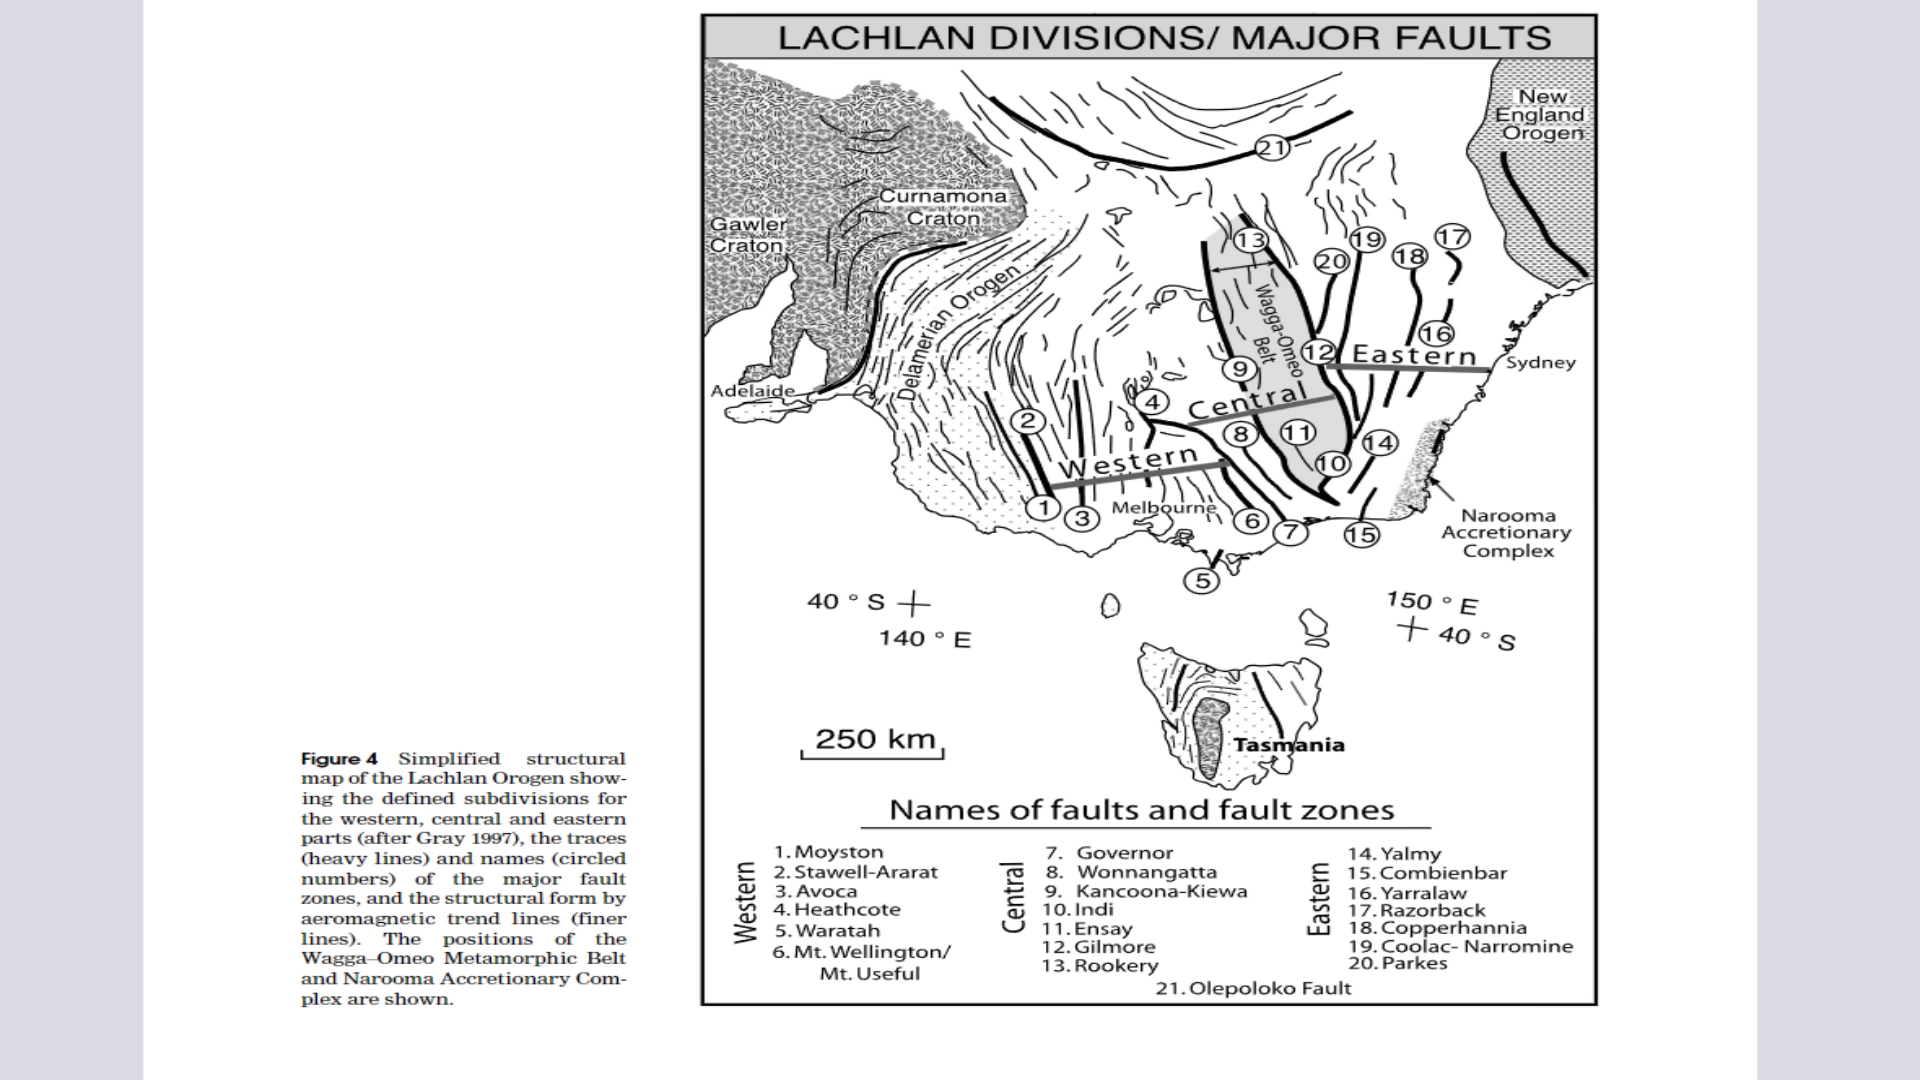 LACHLAN DIVISIONS/ MAJOR FAULTS
New
England
Orogen
21
Curnamona
Craton
Gawler
Craton
13
19
17
20
18
Delamerian Orogen
Wagga-Omeo
Belt
16
12
Eastern
Sydney
9
Adelaide
4
Central
2
8
11
14
Western
10
1
3
Melbourne
6
7
15
Narooma
Accretionary
Complex
5
40 ° S
140 ° E
150 ° E
40 ° S
250 km
Tasmania
Names of faults and fault zones
Western
1. Moyston
2. Stawell-Ararat
3. Avoca
4. Heathcote
5. Waratah
6. Mt. Wellington/
Mt. Useful
Central
7. Governor
8. Wonnangatta
9. Kancoona-Kiewa
10. Indi
11. Ensay
12. Gilmore
13. Rookery
Eastern
14. Yalmy
15. Combienbar
16. Yarralaw
17. Razorback
18. Copperhannia
19. Coolac- Narromine
20. Parkes
21. Olepoloko Fault
Figure 4 Simplified structural
map of the Lachlan Orogen show-
ing the defined subdivisions for
the western, central and eastern
parts (after Gray 1997), the traces
(heavy lines) and names (circled
numbers) of the major fault
zones, and the structural form by
aeromagnetic trend lines (finer
lines). The positions of the
Wagga–Omeo Metamorphic Belt
and Narooma Accretionary Com-
plex are shown.